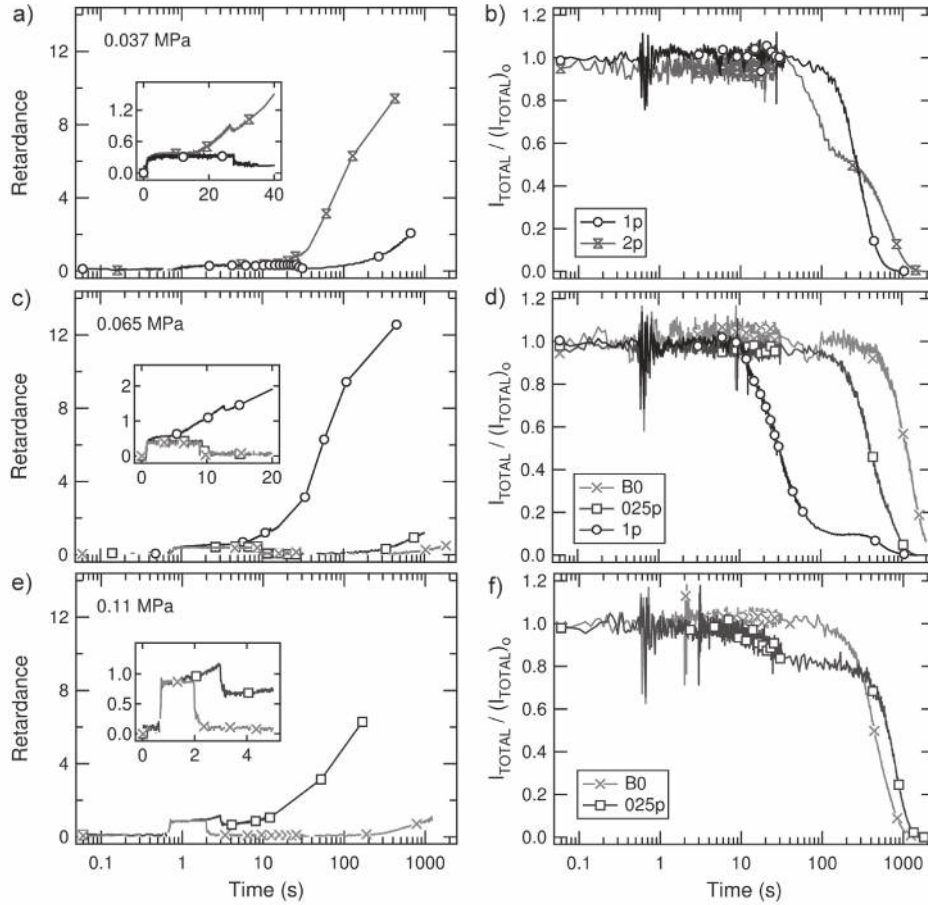 a)
0.037 MPa
Retardance
12
8
4
0
1.2
0.6
0.0
0 20 40
b)
I_TOTAL / (I_TOTAL)_o
1.2
1.0
0.8
0.6
0.4
0.2
0.0
1p
2p
c)
0.065 MPa
Retardance
12
8
4
0
2
1
0
0 10 20
d)
I_TOTAL / (I_TOTAL)_o
1.2
1.0
0.8
0.6
0.4
0.2
0.0
B0
025p
1p
e)
0.11 MPa
Retardance
12
8
4
0
1.0
0.5
0.0
0 2 4
0.1 1 10 100 1000
Time (s)
f)
I_TOTAL / (I_TOTAL)_o
1.2
1.0
0.8
0.6
0.4
0.2
0.0
B0
025p
0.1 1 10 100 1000
Time (s)